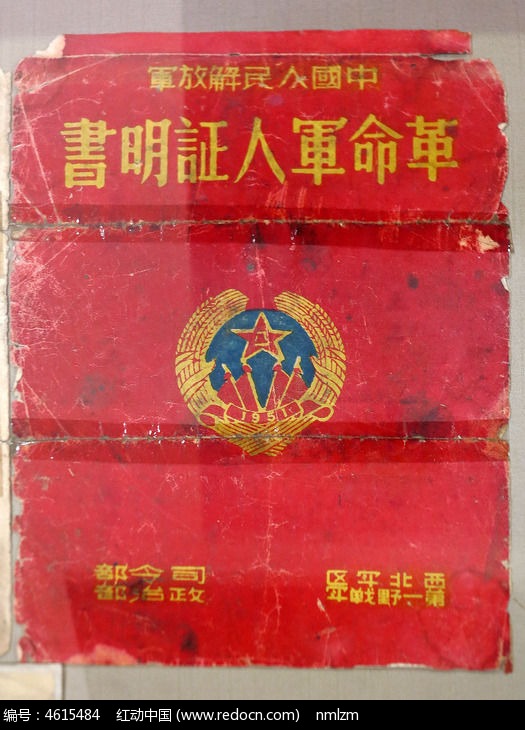 中國人民解放軍
革命軍人証明書
1951
西北軍區
第一野戰軍
司令部
政治部
编号：4615484 红动中国 (www.redocn.com) nmlzm